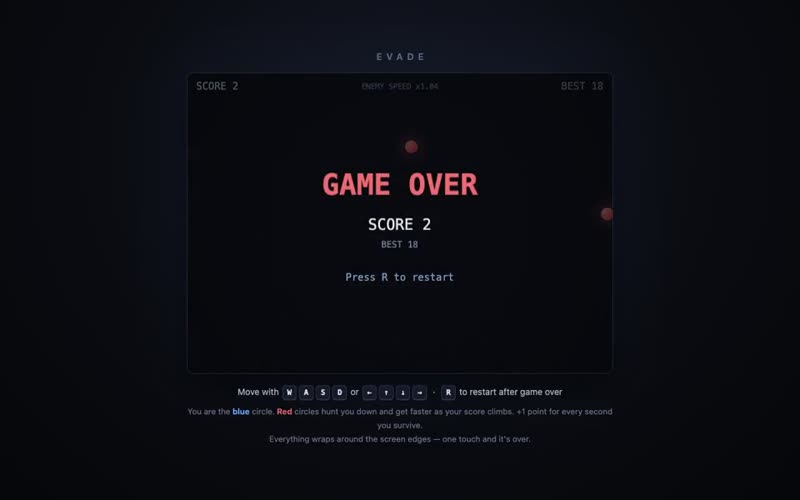 EVADE
SCORE 2 ENEMY SPEED x1.04 BEST 18
GAME OVER
SCORE 2
BEST 18
Press R to restart
Move with W A S D or ← ↑ ↓ → · R to restart after game over
You are the blue circle. Red circles hunt you down and get faster as your score climbs. +1 point for every second
you survive.
Everything wraps around the screen edges — one touch and it's over.